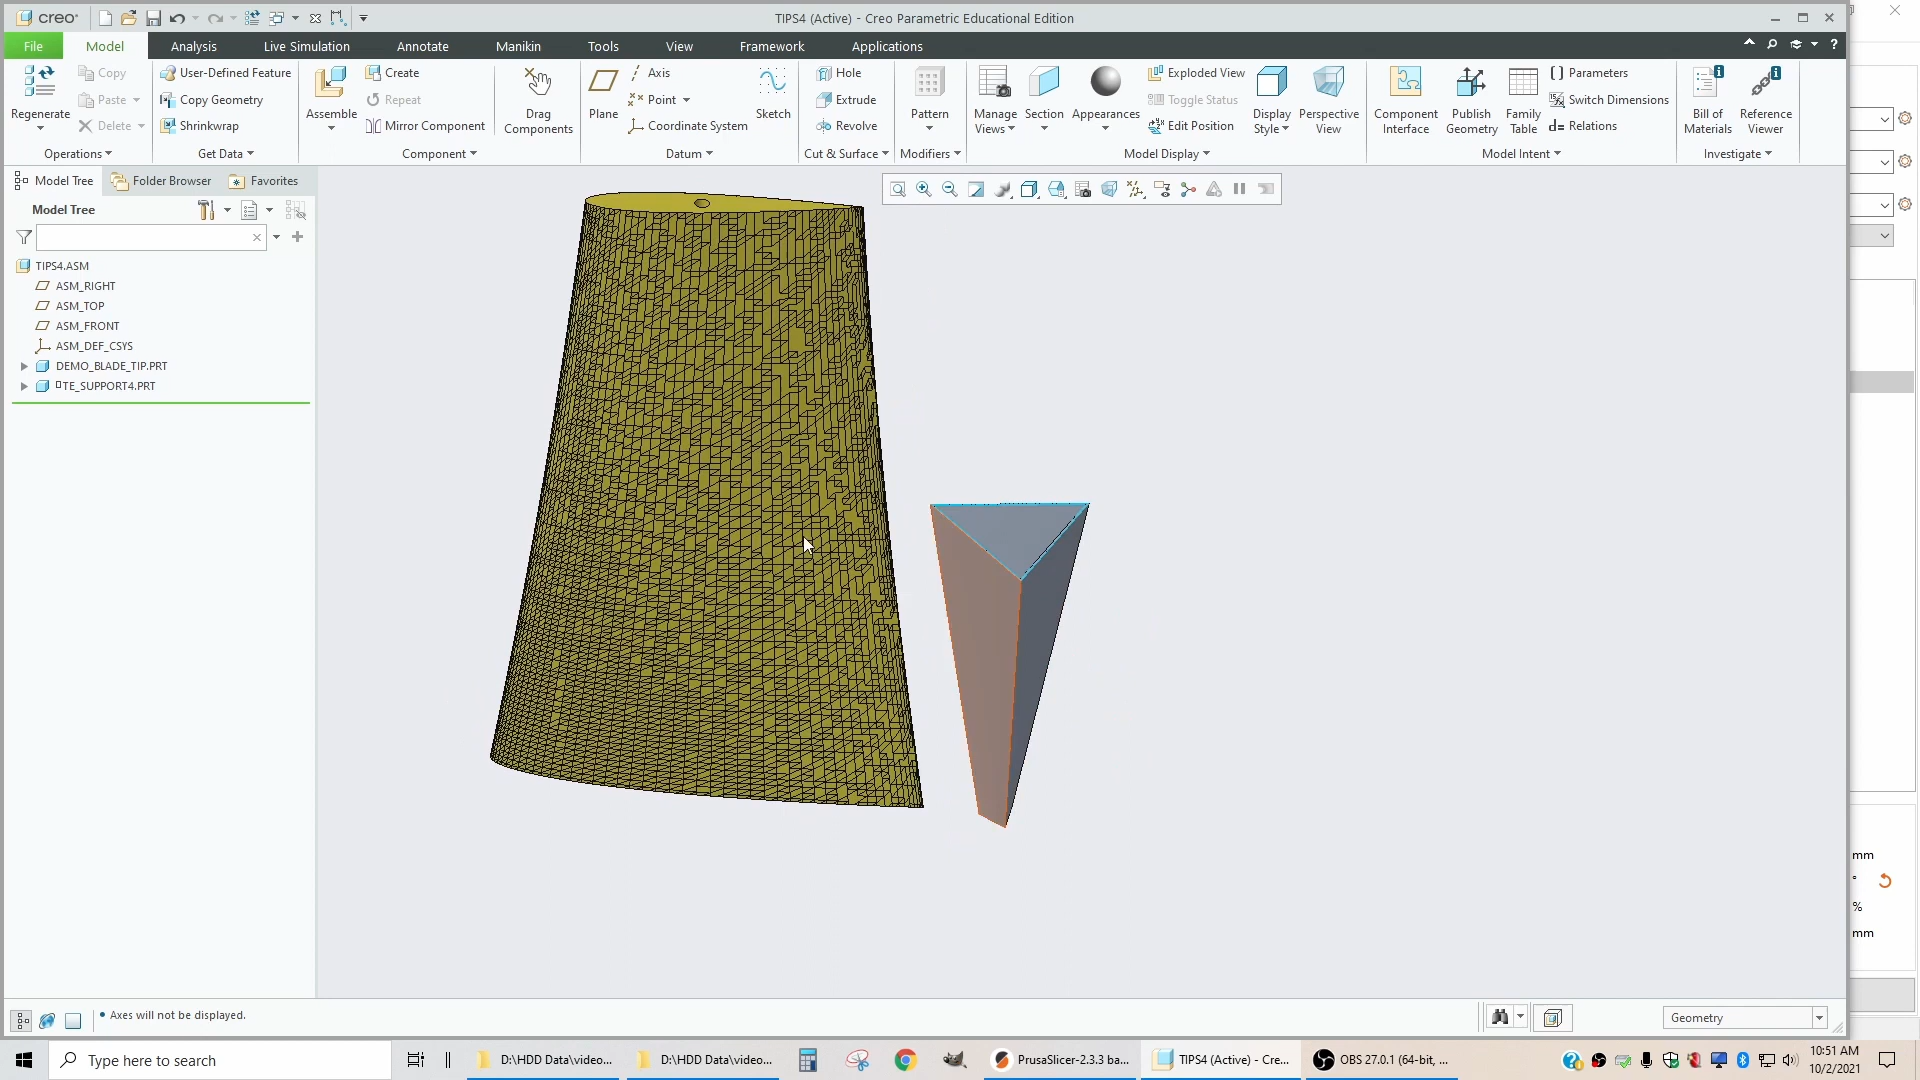 creo
TIPS4 (Active) - Creo Parametric Educational Edition
File
Model
Analysis
Live Simulation
Annotate
Manikin
Tools
View
Framework
Applications
Regenerate
Copy
Paste
Delete
Operations
User-Defined Feature
Copy Geometry
Shrinkwrap
Get Data
Assemble
Create
Repeat
Mirror Component
Component
Drag
Components
Plane
Axis
Point
Coordinate System
Datum
Sketch
Hole
Extrude
Revolve
Cut & Surface
Pattern
Modifiers
Manage
Views
Section
Appearances
Exploded View
Toggle Status
Edit Position
Display
Style
Perspective
View
Model Display
Component
Interface
Publish
Geometry
Family
Table
Parameters
Switch Dimensions
d= Relations
Model Intent
Bill of
Materials
Reference
Viewer
Investigate
Model Tree
Folder Browser
Favorites
Model Tree
TIPS4.ASM
ASM_RIGHT
ASM_TOP
ASM_FRONT
ASM_DEF_CSYS
DEMO_BLADE_TIP.PRT
TE_SUPPORT4.PRT
mm
°
%
mm
• Axes will not be displayed.
Geometry
Type here to search
D:\HDD Data\video...
D:\HDD Data\video...
PrusaSlicer-2.3.3 ba...
TIPS4 (Active) - Cre...
OBS 27.0.1 (64-bit, ...
10:51 AM
10/2/2021